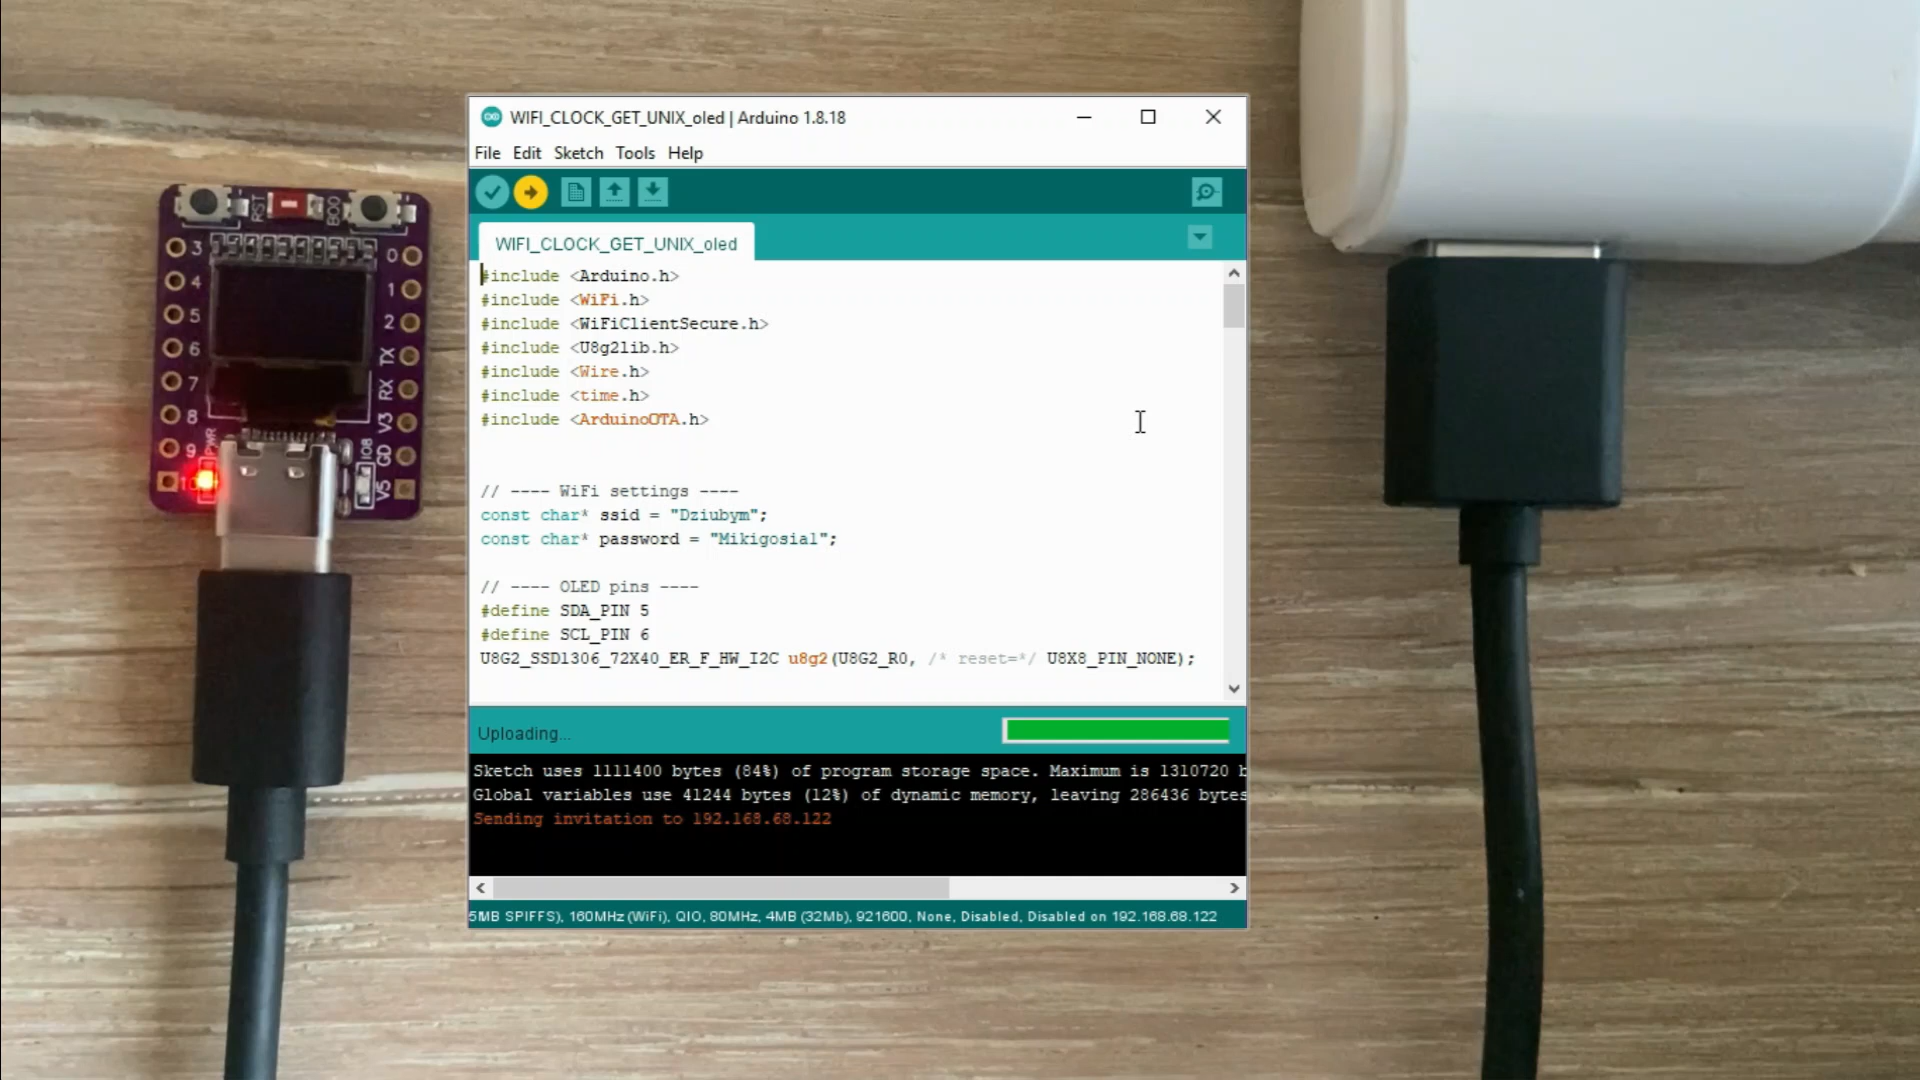 WIFI_CLOCK_GET_UNIX_oled | Arduino 1.8.18
File Edit Sketch Tools Help
WIFI_CLOCK_GET_UNIX_oled
#include <Arduino.h>
#include <WiFi.h>
#include <WiFiClientSecure.h>
#include <U8g2lib.h>
#include <Wire.h>
#include <time.h>
#include <ArduinoOTA.h>
// ---- WiFi settings ----
const char* ssid = "Dziubym";
const char* password = "Mikigosia1";
// ---- OLED pins ----
#define SDA_PIN 5
#define SCL_PIN 6
U8G2_SSD1306_72X40_ER_F_HW_I2C u8g2(U8G2_R0, /* reset=*/ U8X8_PIN_NONE);
Uploading...
Sketch uses 1111400 bytes (84%) of program storage space. Maximum is 1310720 b
Global variables use 41244 bytes (12%) of dynamic memory, leaving 286436 bytes
Sending invitation to 192.168.68.122
5MB SPIFFS), 160MHz (WiFi), QIO, 80MHz, 4MB (32Mb), 921600, None, Disabled, Disabled on 192.168.68.122
RST
BOO
3
4
5
6
7
8
9
PWR
0
1
2
TX
RX
V3
GD
V5
IO8